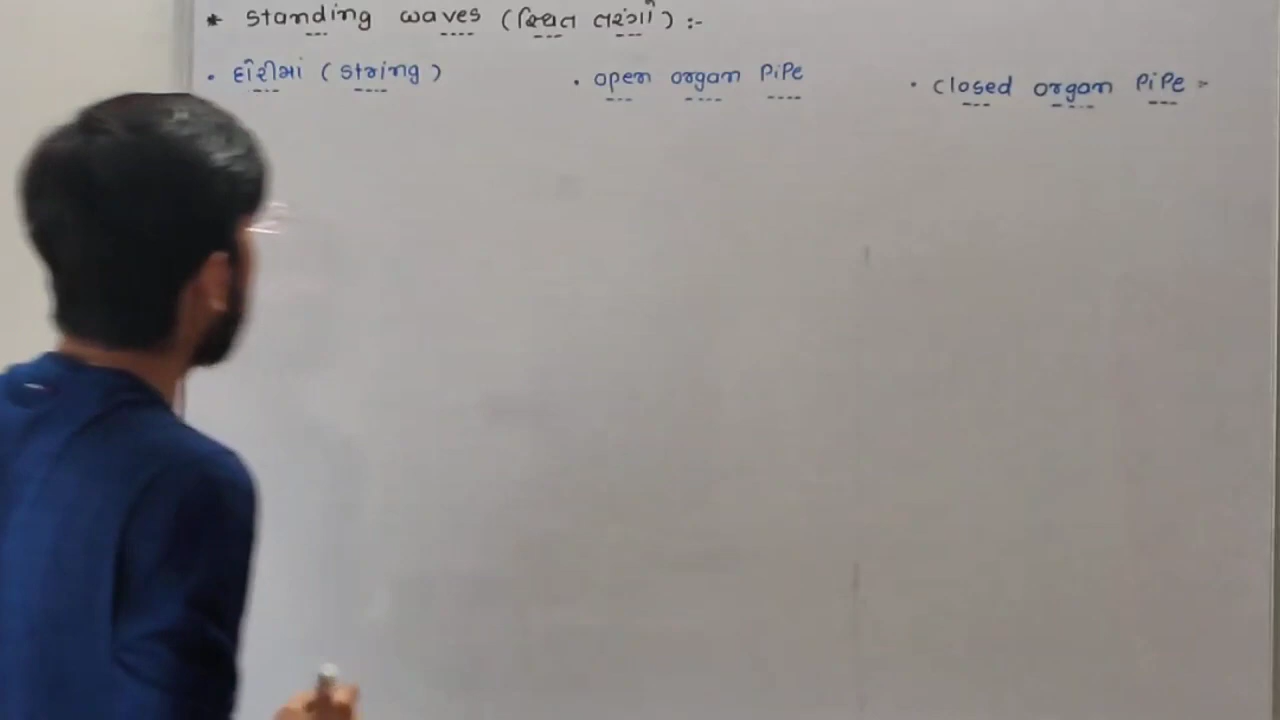 * standing waves (સ્થિત તરંગો) :-
• દોરીમાં (string) • open organ pipe • closed organ pipe -